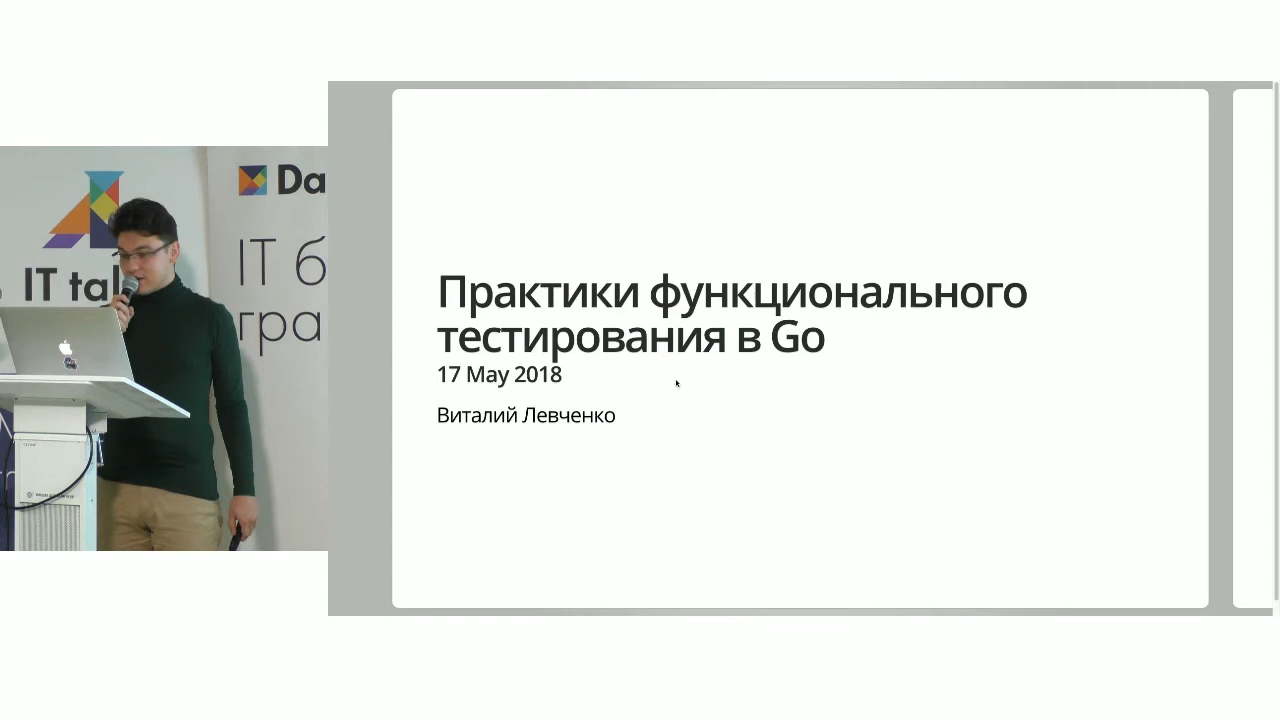 IT tal
Da
IT б
гра
Практики функционального
тестирования в Go
17 May 2018
Виталий Левченко